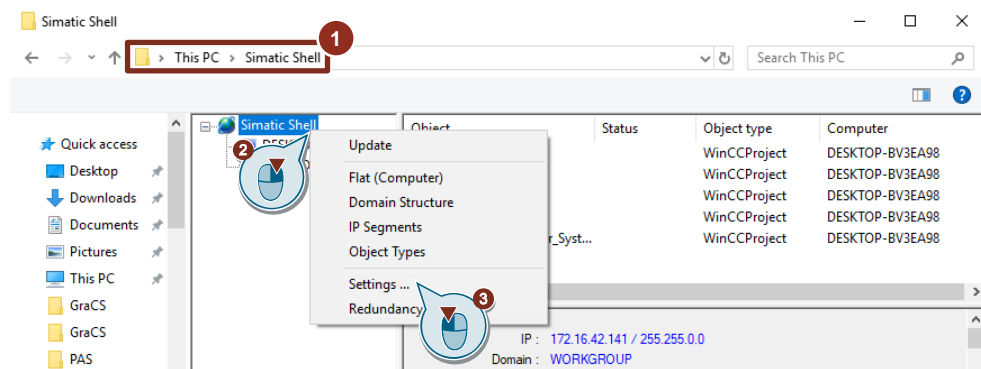 Simatic Shell
1
This PC > Simatic Shell
Search This PC
Quick access
Desktop
Downloads
Documents
Pictures
This PC
GraCS
GraCS
PAS
Simatic Shell
2
Update
Flat (Computer)
Domain Structure
IP Segments
Object Types
Settings ...
3
Redundancy
Object Status Object type Computer
WinCCProject DESKTOP-BV3EA98
WinCCProject DESKTOP-BV3EA98
WinCCProject DESKTOP-BV3EA98
WinCCProject DESKTOP-BV3EA98
r_Syst... WinCCProject DESKTOP-BV3EA98
IP : 172.16.42.141 / 255.255.0.0
Domain : WORKGROUP